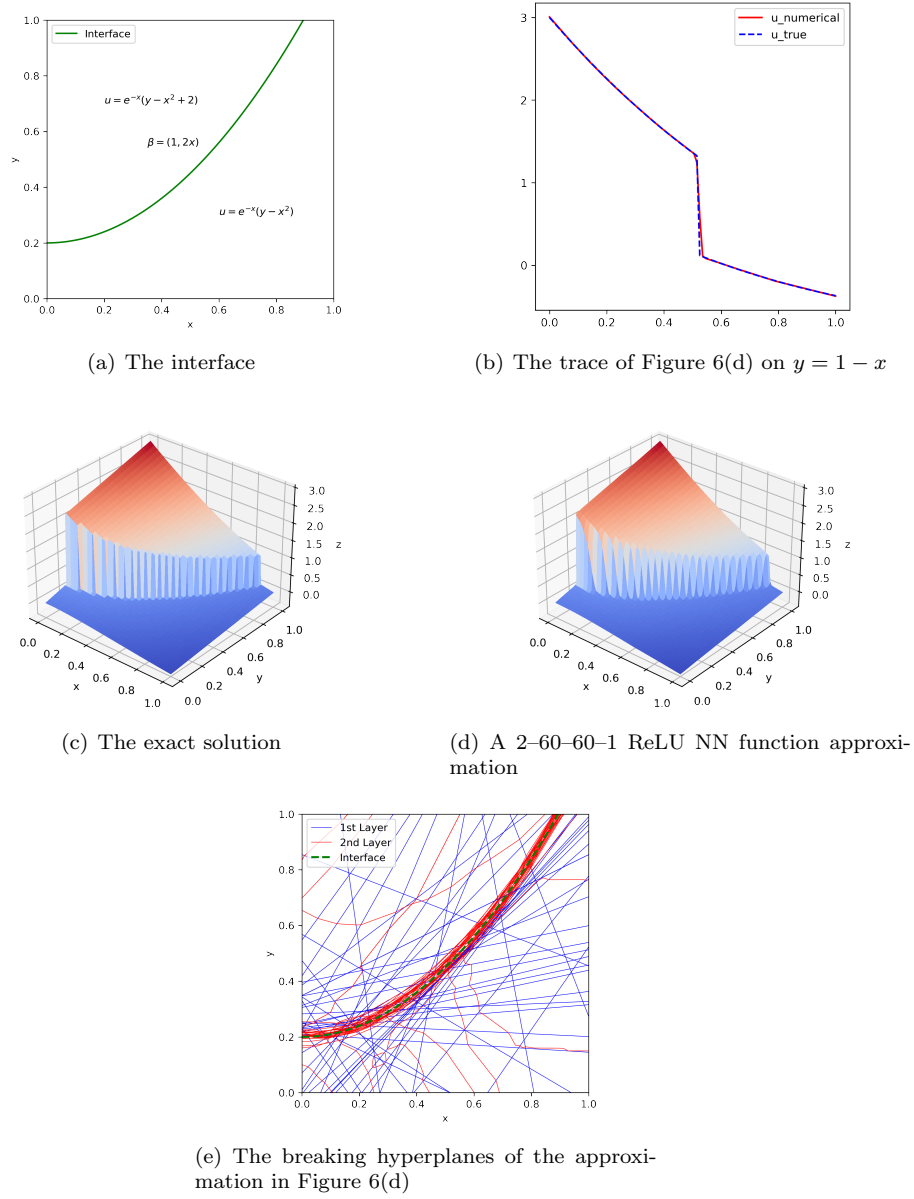 1.0
0.8
0.6
0.4
0.2
0.0
y
Interface
u = e^{-x}(y − x^2 + 2)
β = (1, 2x)
u = e^{-x}(y − x^2)
0.0 0.2 0.4 0.6 0.8 1.0
x
3
2
1
0
u_numerical
u_true
0.0 0.2 0.4 0.6 0.8 1.0
(a) The interface
(b) The trace of Figure 6(d) on y = 1 − x
3.0
2.5
2.0
1.5
1.0
0.5
0.0
z
0.0
0.2
0.4
0.6
0.8
1.0
x
0.0
0.2
0.4
0.6
0.8
1.0
y
3.0
2.5
2.0
1.5
1.0
0.5
0.0
z
0.0
0.2
0.4
0.6
0.8
1.0
x
0.0
0.2
0.4
0.6
0.8
1.0
y
(c) The exact solution
(d) A 2–60–60–1 ReLU NN function approxi-
mation
1.0
0.8
0.6
0.4
0.2
0.0
y
1st Layer
2nd Layer
Interface
0.0 0.2 0.4 0.6 0.8 1.0
x
(e) The breaking hyperplanes of the approxi-
mation in Figure 6(d)